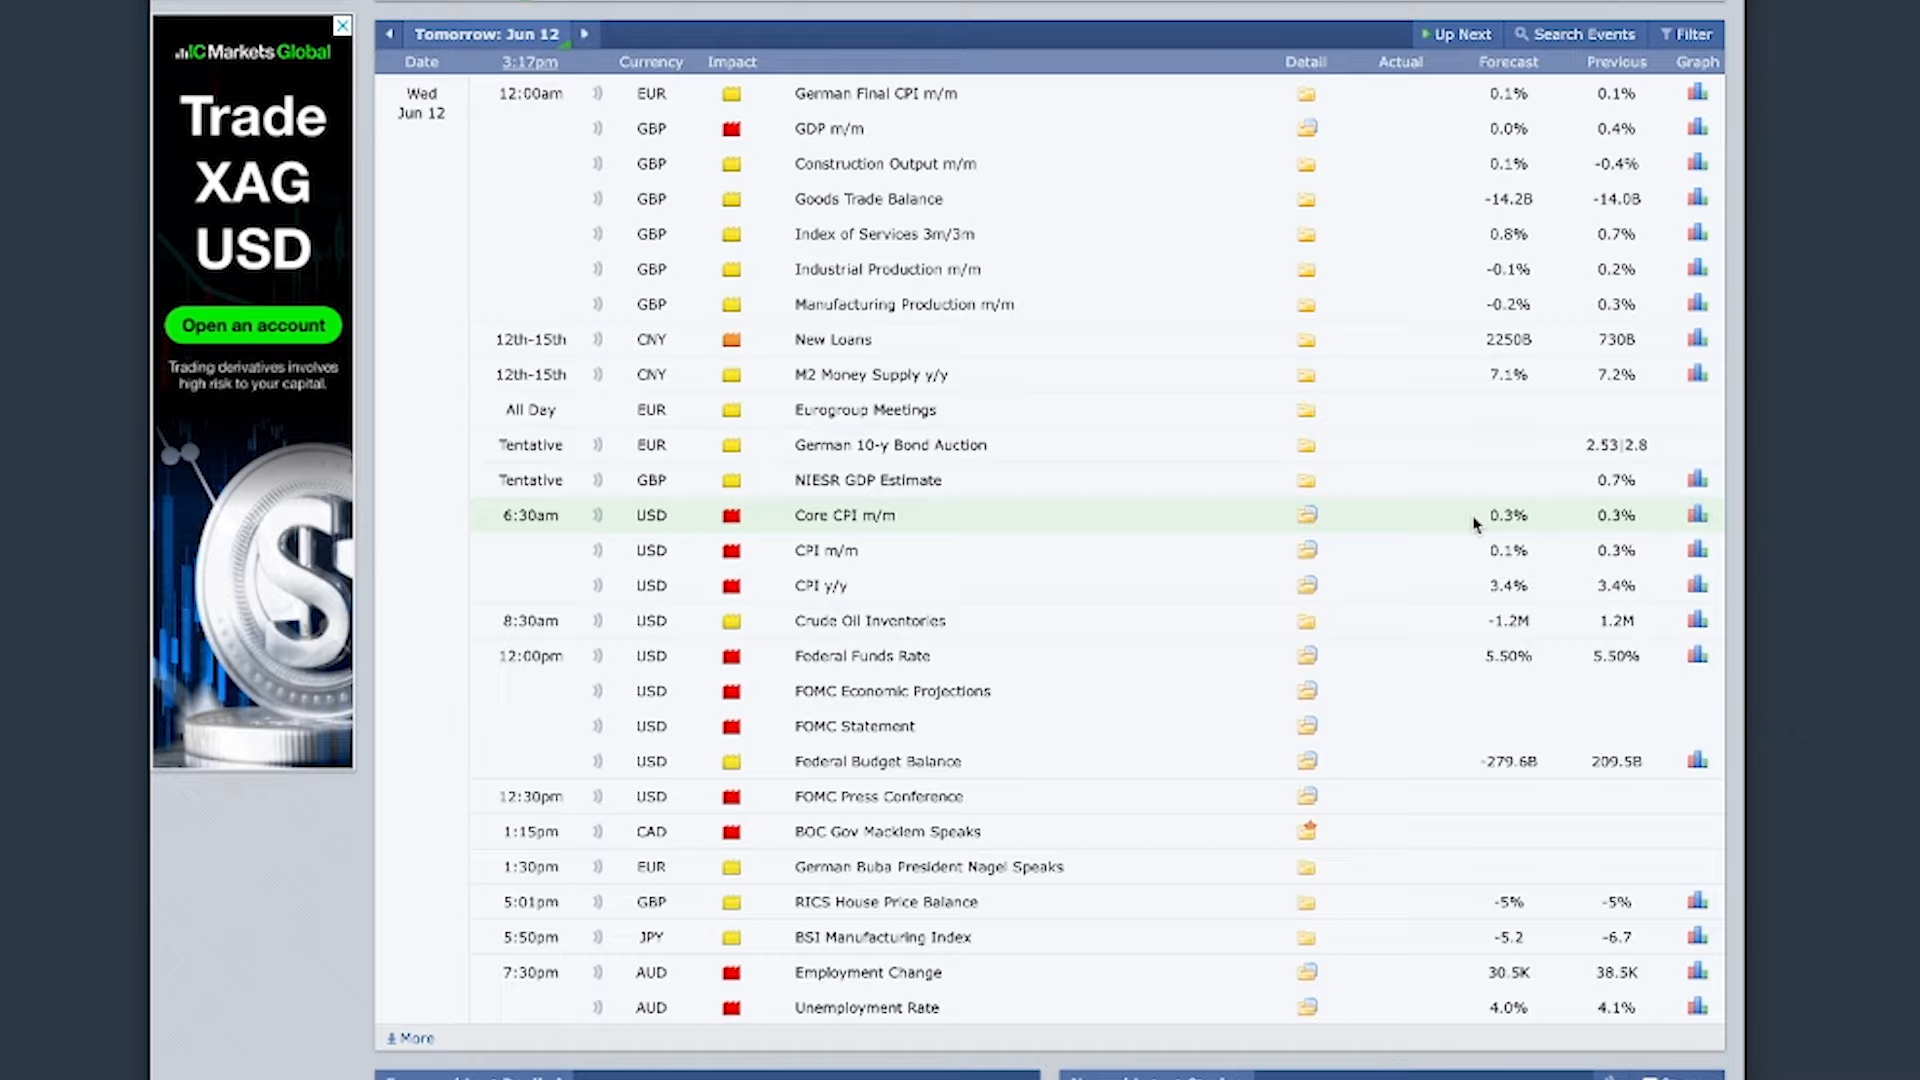 IC Markets Global
Trade
XAG
USD
Open an account
Trading derivatives involves
high risk to your capital.
Tomorrow: Jun 12 Up Next Search Events Filter
Date 3:17pm Currency Impact Detail Actual Forecast Previous Graph
Wed 12:00am EUR German Final CPI m/m 0.1% 0.1%
Jun 12
GBP GDP m/m 0.0% 0.4%
GBP Construction Output m/m 0.1% -0.4%
GBP Goods Trade Balance -14.2B -14.0B
GBP Index of Services 3m/3m 0.8% 0.7%
GBP Industrial Production m/m -0.1% 0.2%
GBP Manufacturing Production m/m -0.2% 0.3%
12th-15th CNY New Loans 2250B 730B
12th-15th CNY M2 Money Supply y/y 7.1% 7.2%
All Day EUR Eurogroup Meetings
Tentative EUR German 10-y Bond Auction 2.53|2.8
Tentative GBP NIESR GDP Estimate 0.7%
6:30am USD Core CPI m/m 0.3% 0.3%
USD CPI m/m 0.1% 0.3%
USD CPI y/y 3.4% 3.4%
8:30am USD Crude Oil Inventories -1.2M 1.2M
12:00pm USD Federal Funds Rate 5.50% 5.50%
USD FOMC Economic Projections
USD FOMC Statement
USD Federal Budget Balance -279.6B 209.5B
12:30pm USD FOMC Press Conference
1:15pm CAD BOC Gov Macklem Speaks
1:30pm EUR German Buba President Nagel Speaks
5:01pm GBP RICS House Price Balance -5% -5%
5:50pm JPY BSI Manufacturing Index -5.2 -6.7
7:30pm AUD Employment Change 30.5K 38.5K
AUD Unemployment Rate 4.0% 4.1%
More